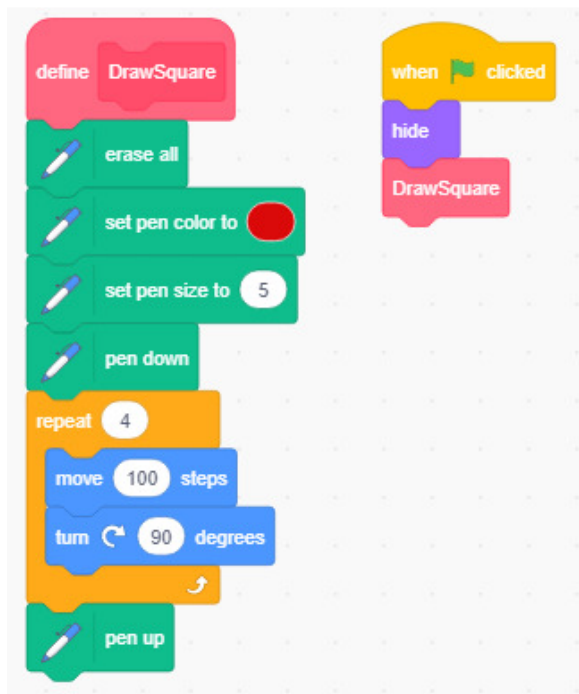 define DrawSquare
erase all
set pen color to
set pen size to 5
pen down
repeat 4
move 100 steps
turn 90 degrees
pen up
when clicked
hide
DrawSquare